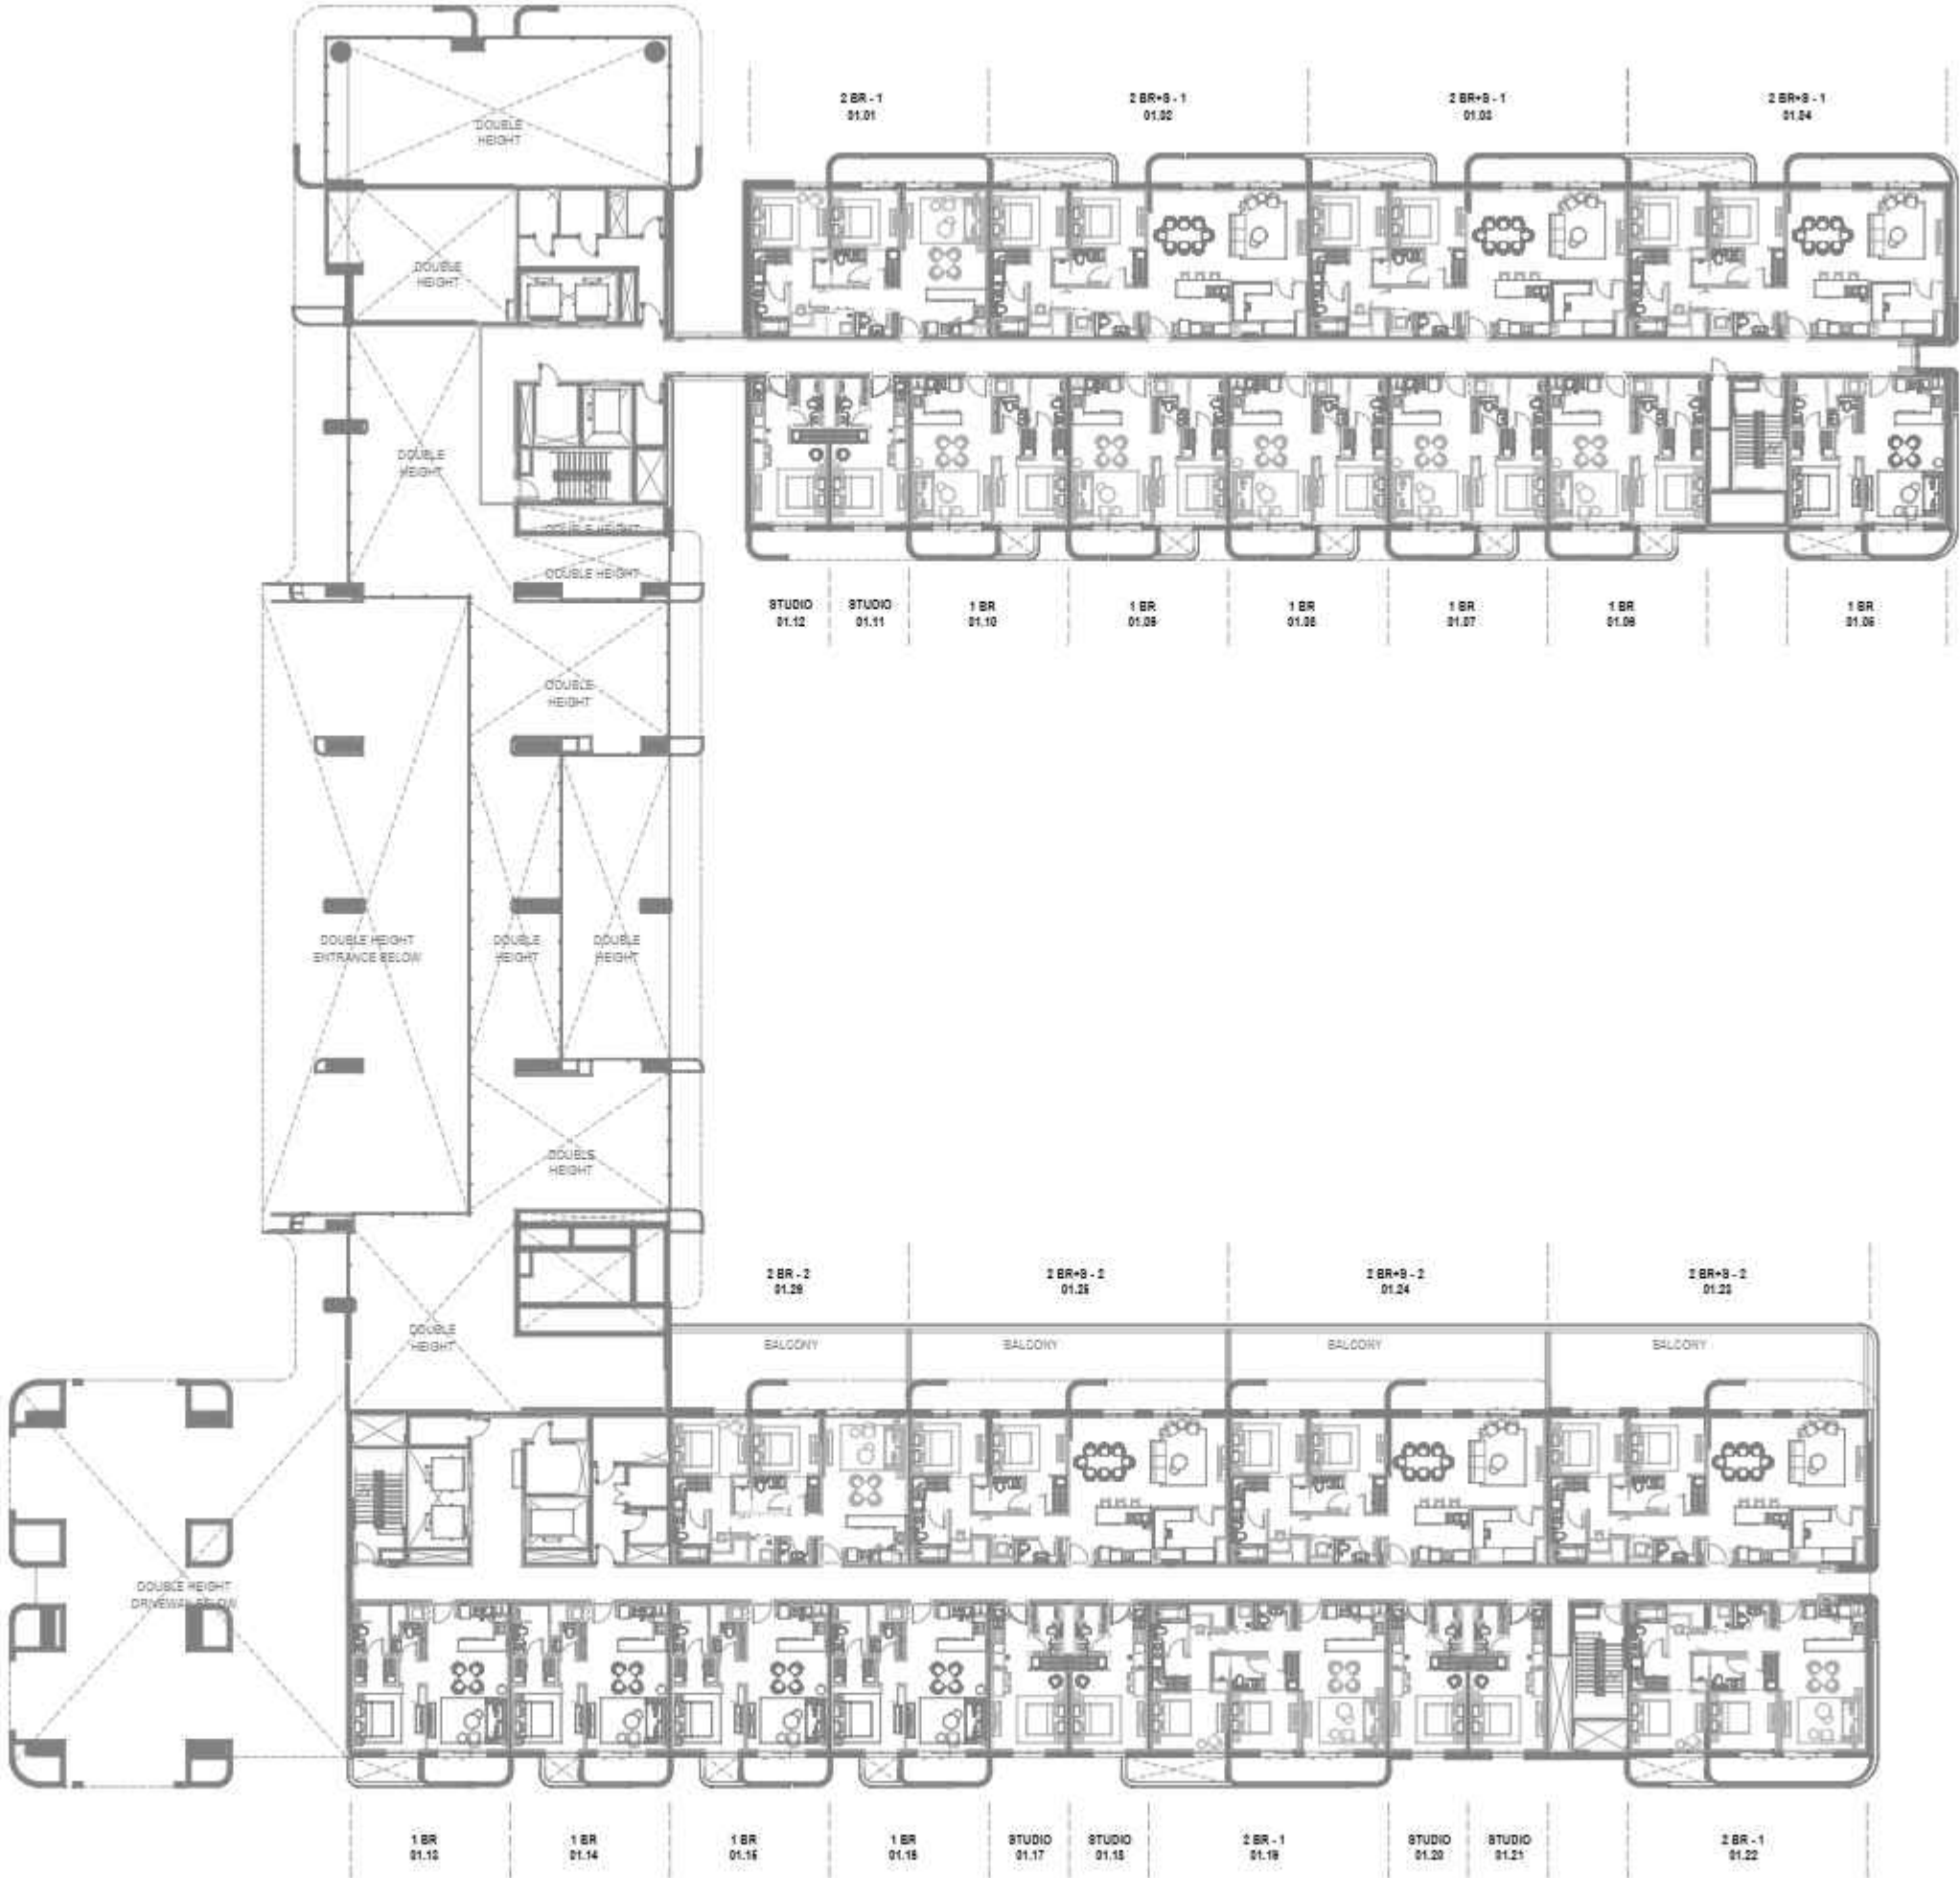 2 BR - 1
01.01
2 BR+S - 1
01.02
2 BR+S - 1
01.03
2 BR+S - 1
01.04
DOUBLE
HEIGHT
DOUBLE
HEIGHT
DOUBLE
HEIGHT
DOUBLE HEIGHT
DOUBLE HEIGHT
STUDIO
01.12
STUDIO
01.11
1 BR
01.10
1 BR
01.09
1 BR
01.08
1 BR
01.07
1 BR
01.06
1 BR
01.05
DOUBLE
HEIGHT
DOUBLE HEIGHT
ENTRANCE BELOW
DOUBLE
HEIGHT
DOUBLE
HEIGHT
DOUBLE
HEIGHT
2 BR - 2
01.26
2 BR+S - 2
01.25
2 BR+S - 2
01.24
2 BR+S - 2
01.23
DOUBLE
HEIGHT
BALCONY
BALCONY
BALCONY
BALCONY
DOUBLE HEIGHT
DRIVEWAY BELOW
1 BR
01.13
1 BR
01.14
1 BR
01.15
1 BR
01.16
STUDIO
01.17
STUDIO
01.18
2 BR - 1
01.19
STUDIO
01.20
STUDIO
01.21
2 BR - 1
01.22